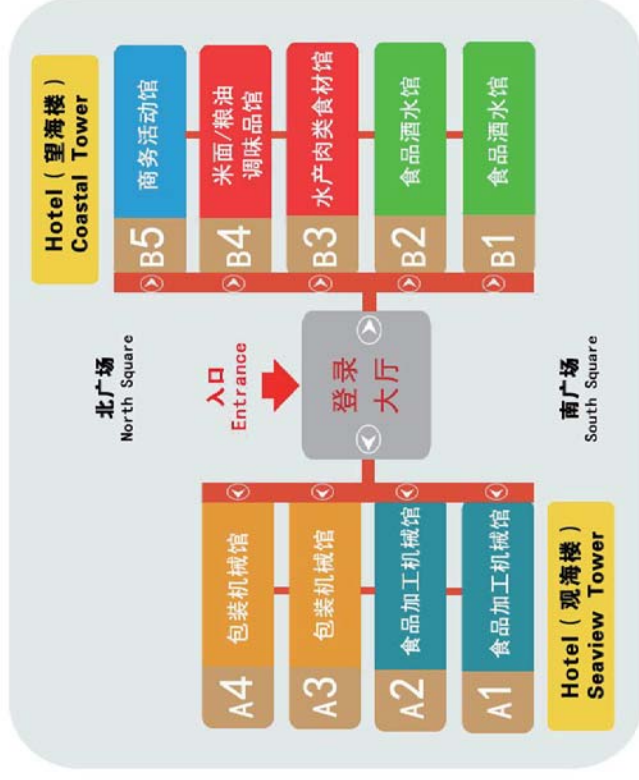 Hotel（望海楼）
Coastal Tower
北广场
North Square
B5
商务活动馆
A4
包装机械馆
入口
Entrance
B4
米面/粮油
调味品馆
A3
包装机械馆
登录
大厅
B3
水产肉类食材馆
A2
食品加工机械馆
B2
食品酒水馆
A1
食品加工机械馆
B1
食品酒水馆
Hotel（观海楼）
Seaview Tower
南广场
South Square